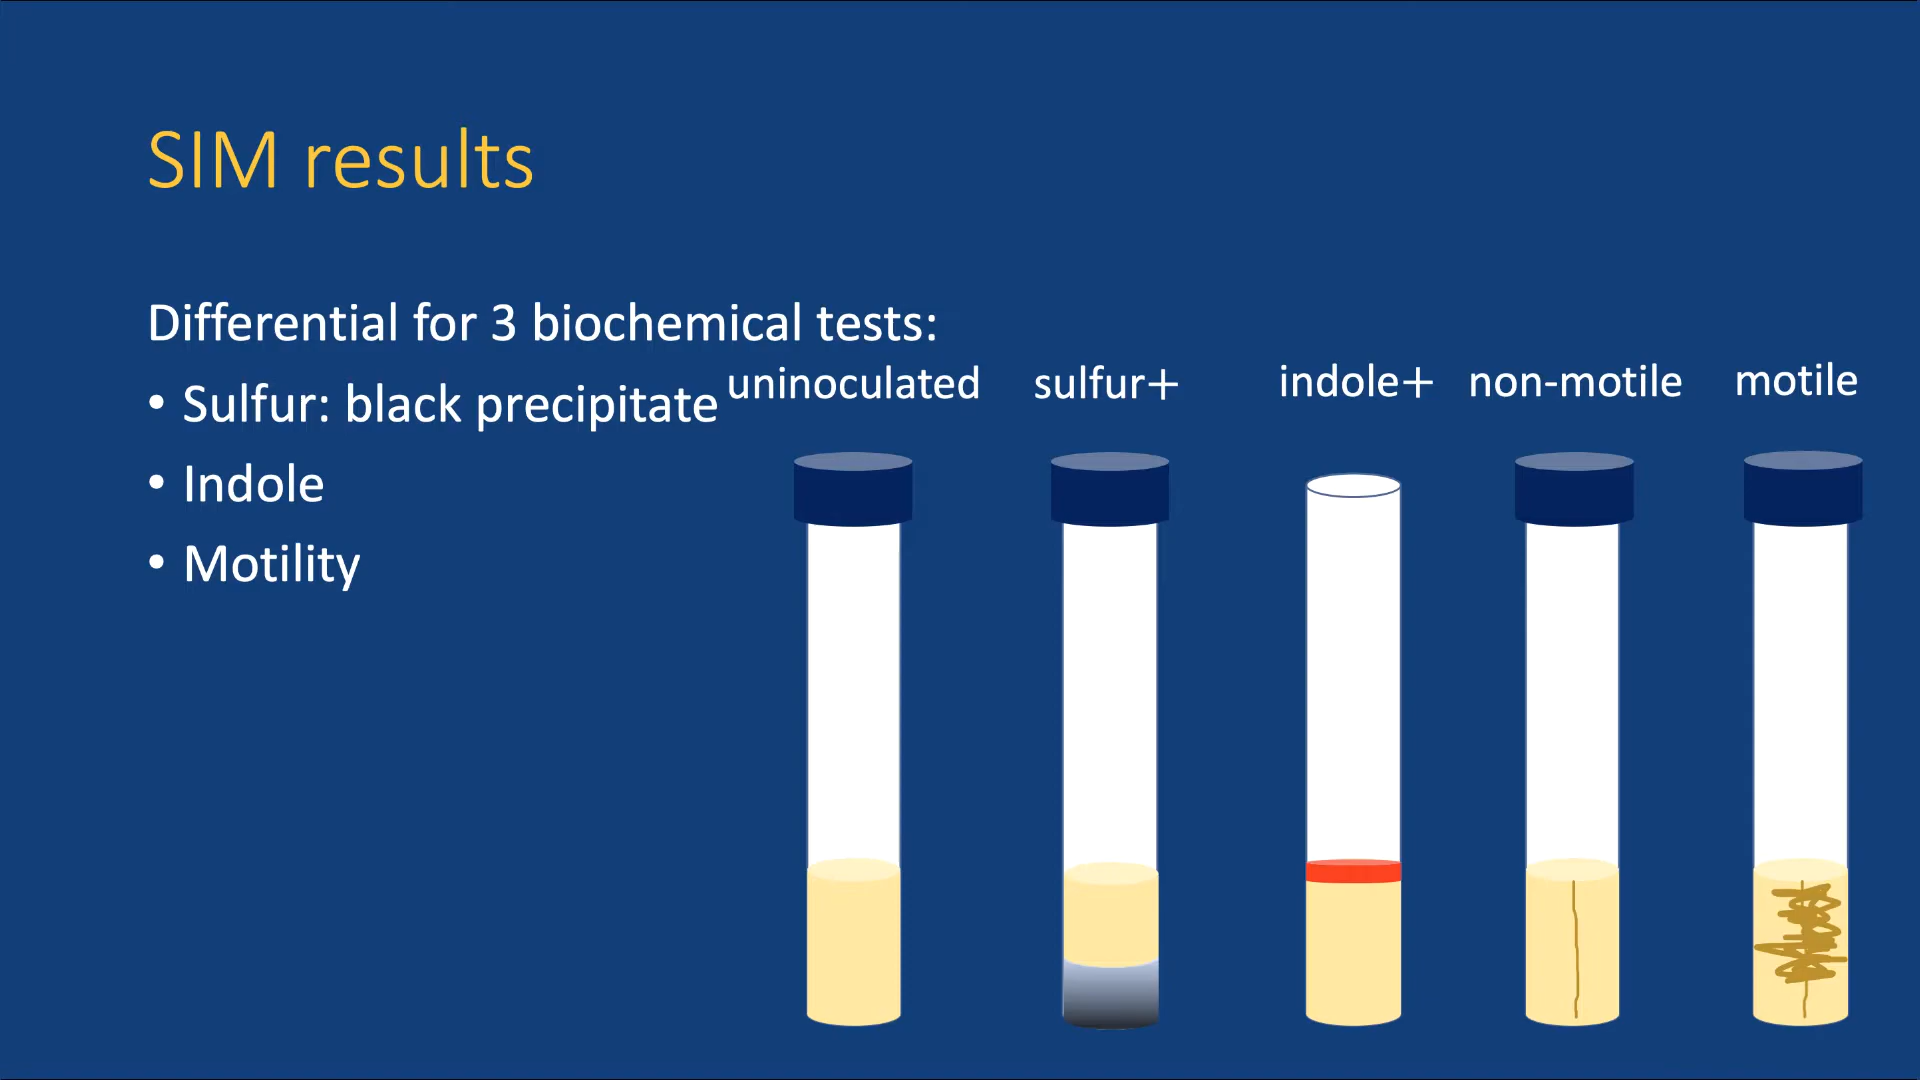 SIM results
Differential for 3 biochemical tests:
• Sulfur: black precipitate
• Indole
• Motility
uninoculated
sulfur+
indole+
non-motile
motile